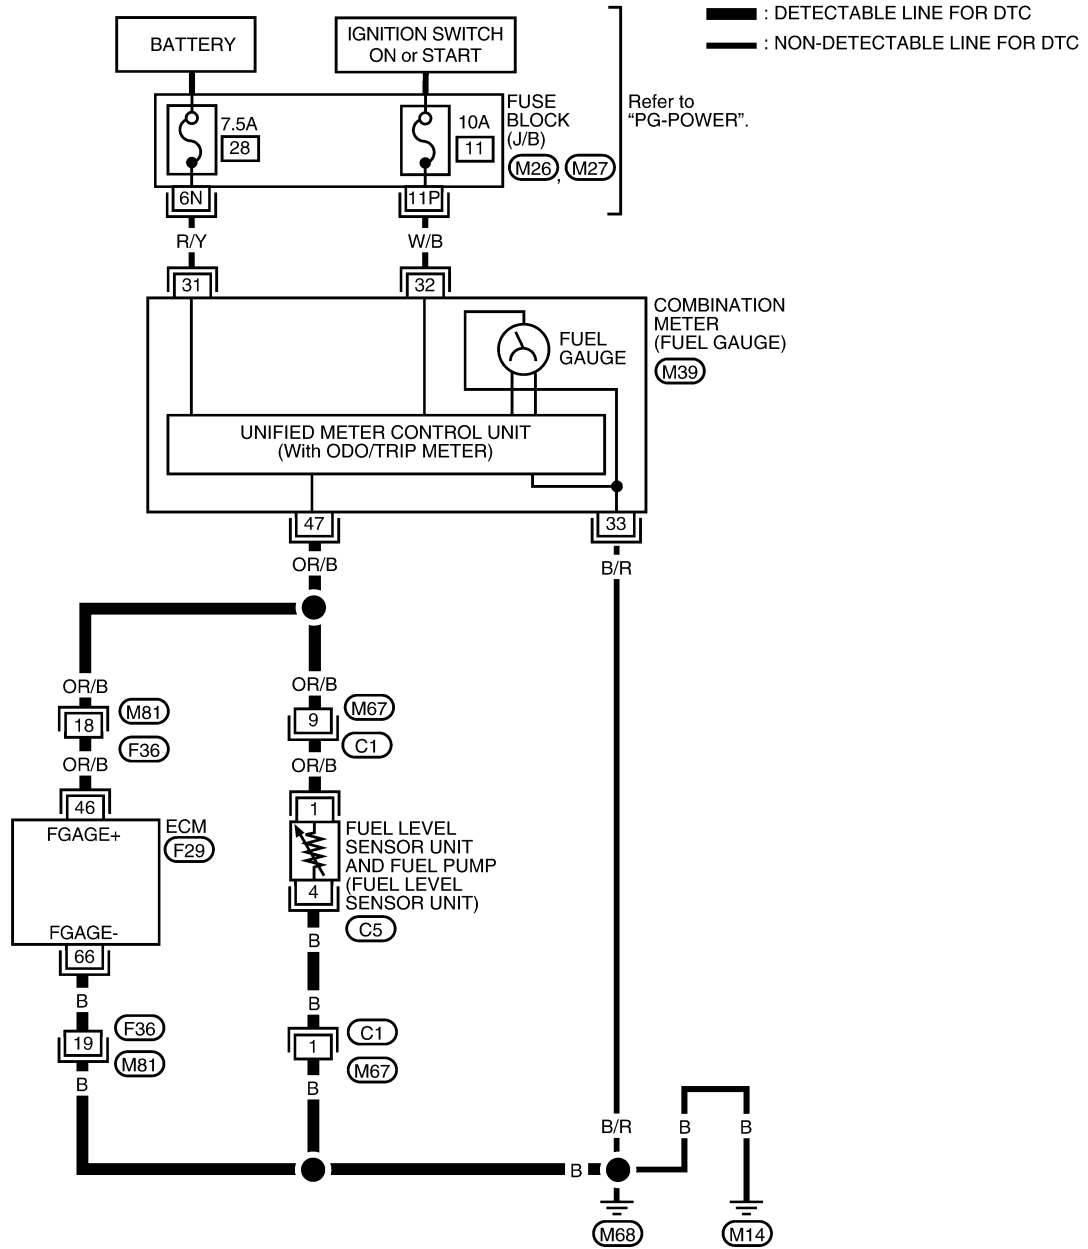 : DETECTABLE LINE FOR DTC
: NON-DETECTABLE LINE FOR DTC
BATTERY
IGNITION SWITCH
ON or START
7.5A
28
10A
11
FUSE
BLOCK
(J/B)
M26, M27
Refer to
“PG-POWER”.
6N
11P
R/Y
W/B
31
32
COMBINATION
METER
(FUEL GAUGE)
M39
FUEL
GAUGE
UNIFIED METER CONTROL UNIT
(With ODO/TRIP METER)
47
33
OR/B
B/R
OR/B
OR/B
18
M81
F36
9
M67
C1
OR/B
OR/B
46
1
FGAGE+
ECM
F29
FUEL LEVEL
SENSOR UNIT
AND FUEL PUMP
(FUEL LEVEL
SENSOR UNIT)
C5
4
FGAGE-
66
B
B
B
19
F36
M81
1
C1
M67
B
B
B/R
B
B
B
M68
M14